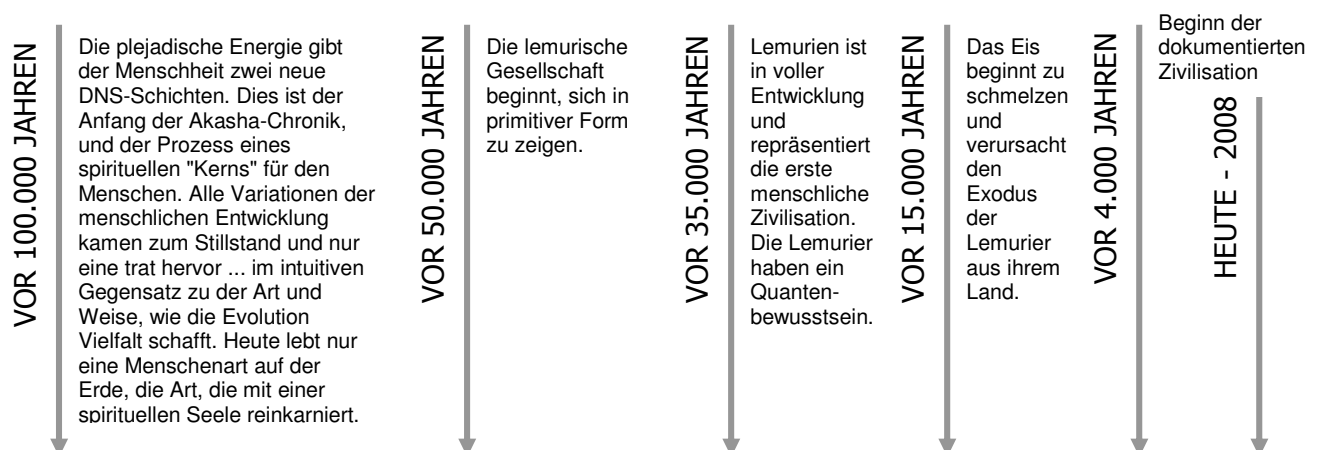 VOR 100.000 JAHREN
Die plejadische Energie gibt
der Menschheit zwei neue
DNS-Schichten. Dies ist der
Anfang der Akasha-Chronik,
und der Prozess eines
spirituellen "Kerns" für den
Menschen. Alle Variationen der
menschlichen Entwicklung
kamen zum Stillstand und nur
eine trat hervor ... im intuitiven
Gegensatz zu der Art und
Weise, wie die Evolution
Vielfalt schafft. Heute lebt nur
eine Menschenart auf der
Erde, die Art, die mit einer
spirituellen Seele reinkarniert.
VOR 50.000 JAHREN
Die lemurische
Gesellschaft
beginnt, sich in
primitiver Form
zu zeigen.
VOR 35.000 JAHREN
Lemurien ist
in voller
Entwicklung
und
repräsentiert
die erste
menschliche
Zivilisation.
Die Lemurier
haben ein
Quanten-
bewusstsein.
VOR 15.000 JAHREN
Das Eis
beginnt zu
schmelzen
und
verursacht
den
Exodus
der
Lemurier
aus ihrem
Land.
VOR 4.000 JAHREN
Beginn der
dokumentierten
Zivilisation
HEUTE - 2008